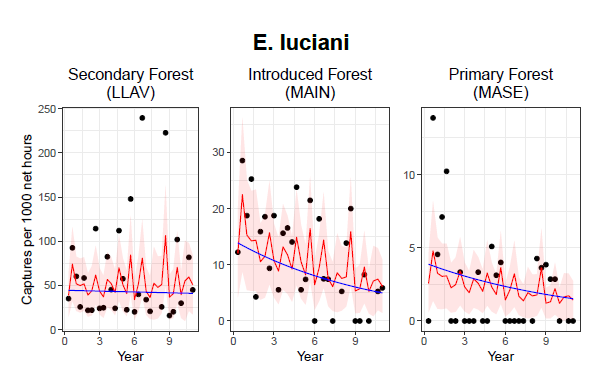 E. luciani
Secondary Forest
(LLAV)
Introduced Forest
(MAIN)
Primary Forest
(MASE)
Captures per 1000 net hours
250
200
150
100
50
0
0 3 6 9
Year
30
20
10
0
0 3 6 9
Year
10
5
0
0 3 6 9
Year